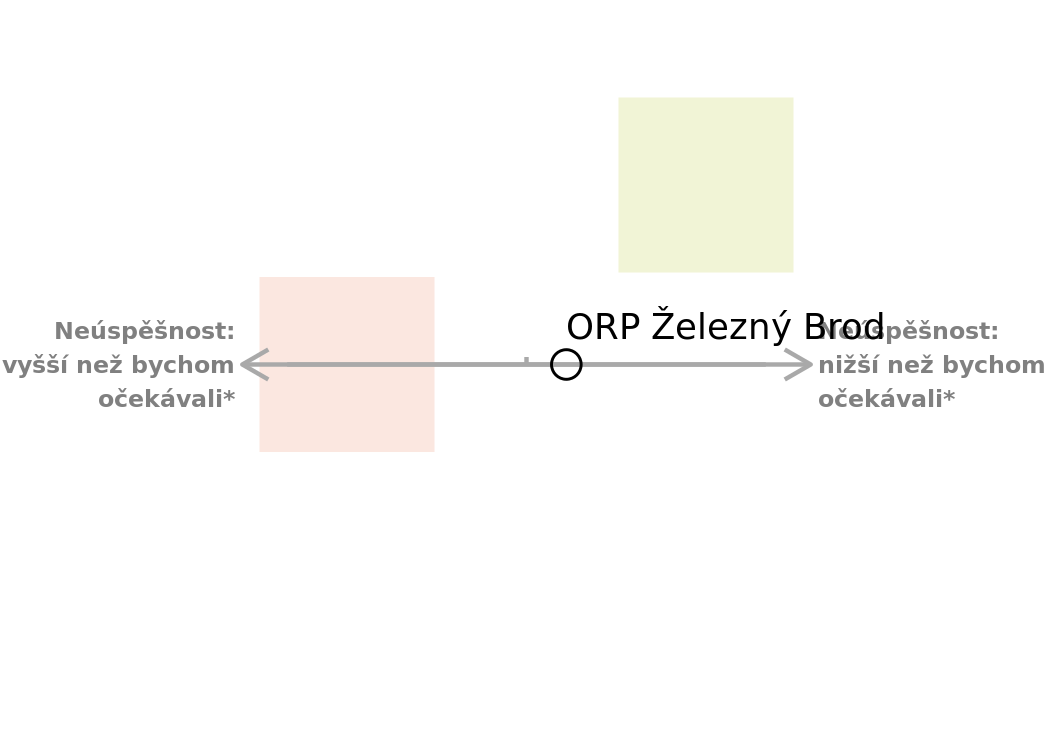 Neúspěšnost:
vyšší než bychom
očekávali*
ORP Železný Brod
Neúspěšnost:
nižší než bychom
očekávali*